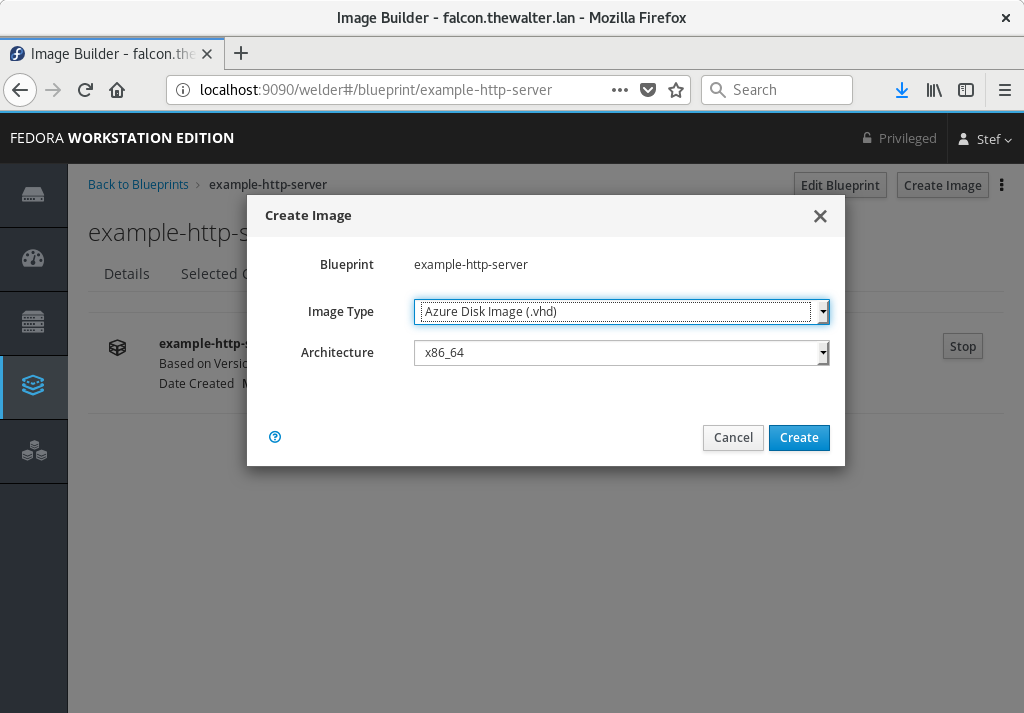 Image Builder - falcon.thewalter.lan - Mozilla Firefox
Image Builder - falcon.the
localhost:9090/welder#/blueprint/example-http-server
Search
FEDORA WORKSTATION EDITION
Privileged
Stef
Back to Blueprints
example-http-server
Edit Blueprint
Create Image
example-http-s
Details
Selected C
example-http-s
Based on Versio
Date Created M
Stop
Create Image
Blueprint
example-http-server
Image Type
Azure Disk Image (.vhd)
Architecture
x86_64
Cancel
Create